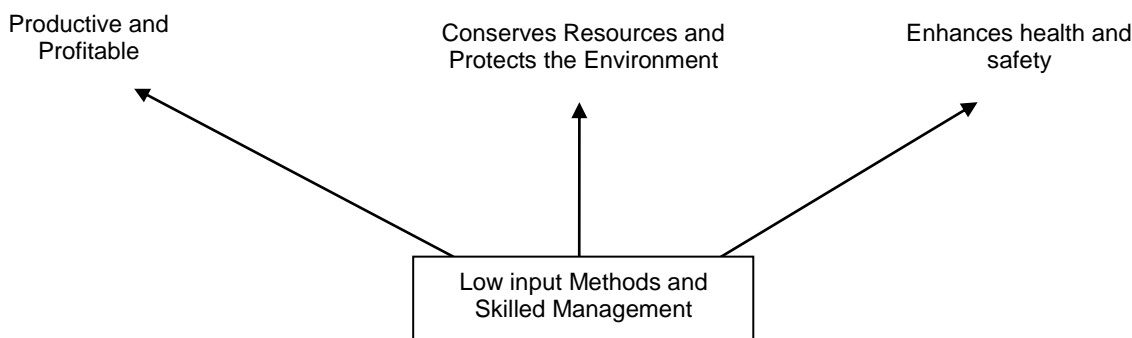 Productive and
Profitable
Conserves Resources and
Protects the Environment
Enhances health and
safety
Low input Methods and
Skilled Management